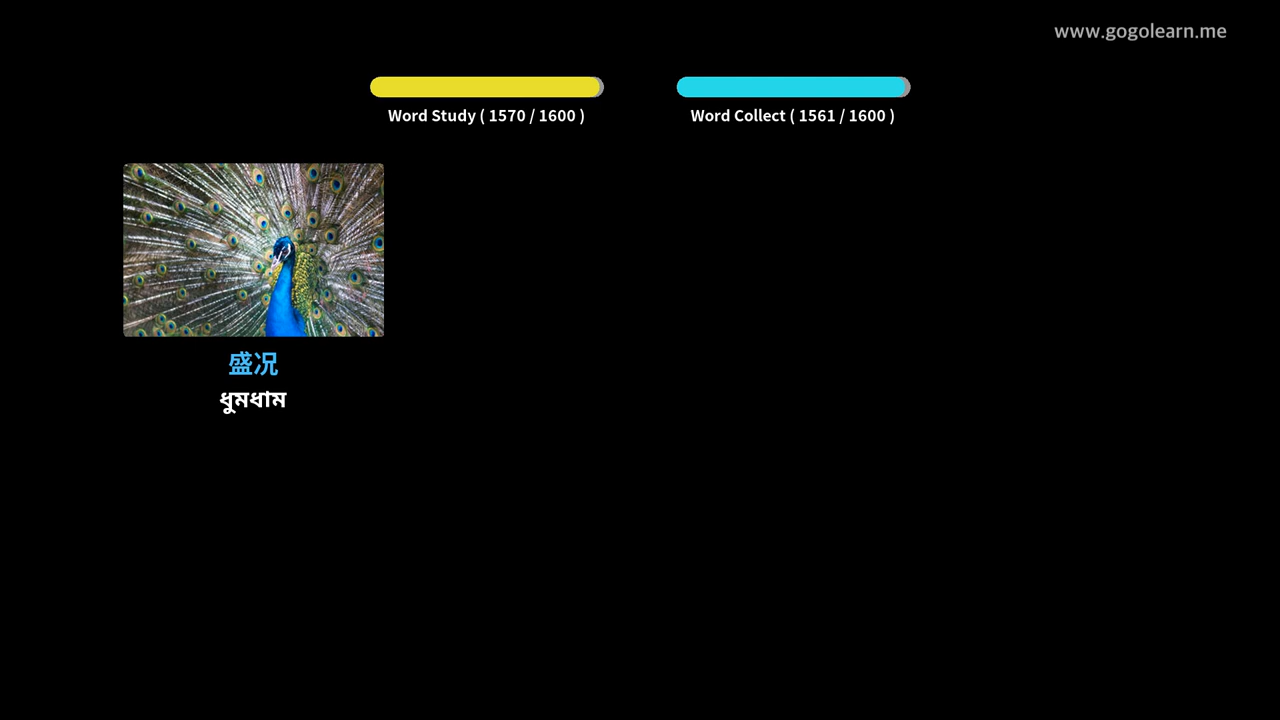 www.gogolearn.me
Word Study ( 1570 / 1600 )
Word Collect ( 1561 / 1600 )
盛况
ধুমধাম